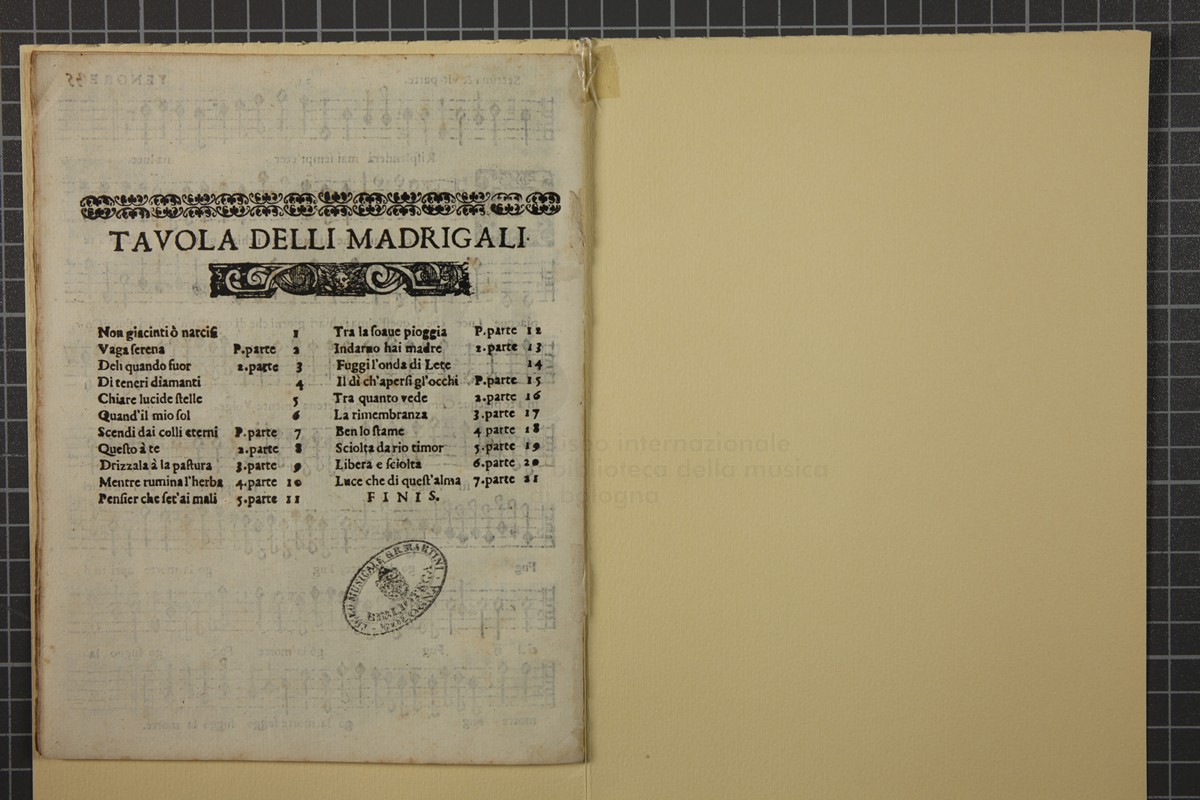 TAVOLA DELLI MADRIGALI.
Non giacinti ò narcisi 1
Vaga serena P.parte 2
Deh quando fuor 2.parte 3
Di teneri diamanti 4
Chiare lucide stelle 5
Quand'il mio sol 6
Scendi dai colli eterni P.parte 7
Questo à te 2.parte 8
Drizzala à la pastura 3.parte 9
Mentre rumina l'herba 4.parte 10
Pensier che set'ai mali 5.parte 11
Tra la soaue pioggia P.parte 12
Indarno hai madre 2.parte 13
Fuggi l'onda di Lete 14
Il dì ch'apersi gl'occhi P.parte 15
Tra quanto vede 2.parte 16
La rimembranza 3.parte 17
Ben lo stame 4 parte 18
Sciolta da rio timor 5.parte 19
Libera e sciolta 6.parte 20
Luce che di quest'alma 7.parte 21
FINIS.
MUSICALE G.B. MARTINI
BIBLIOTECA
museo internazionale
e biblioteca della musica
di bologna